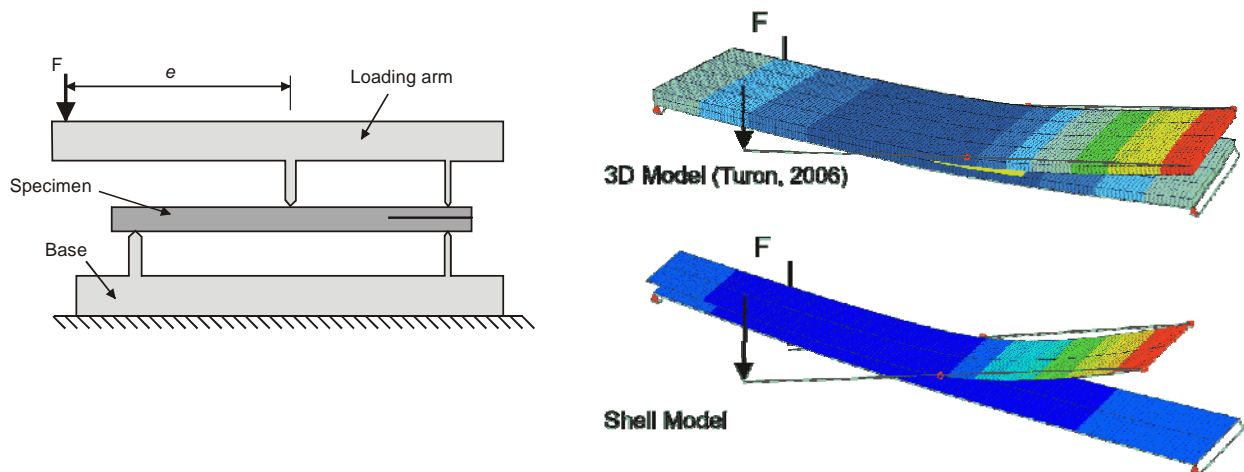 F
e
Loading arm
Specimen
Base
F
3D Model (Turon, 2006)
F
Shell Model